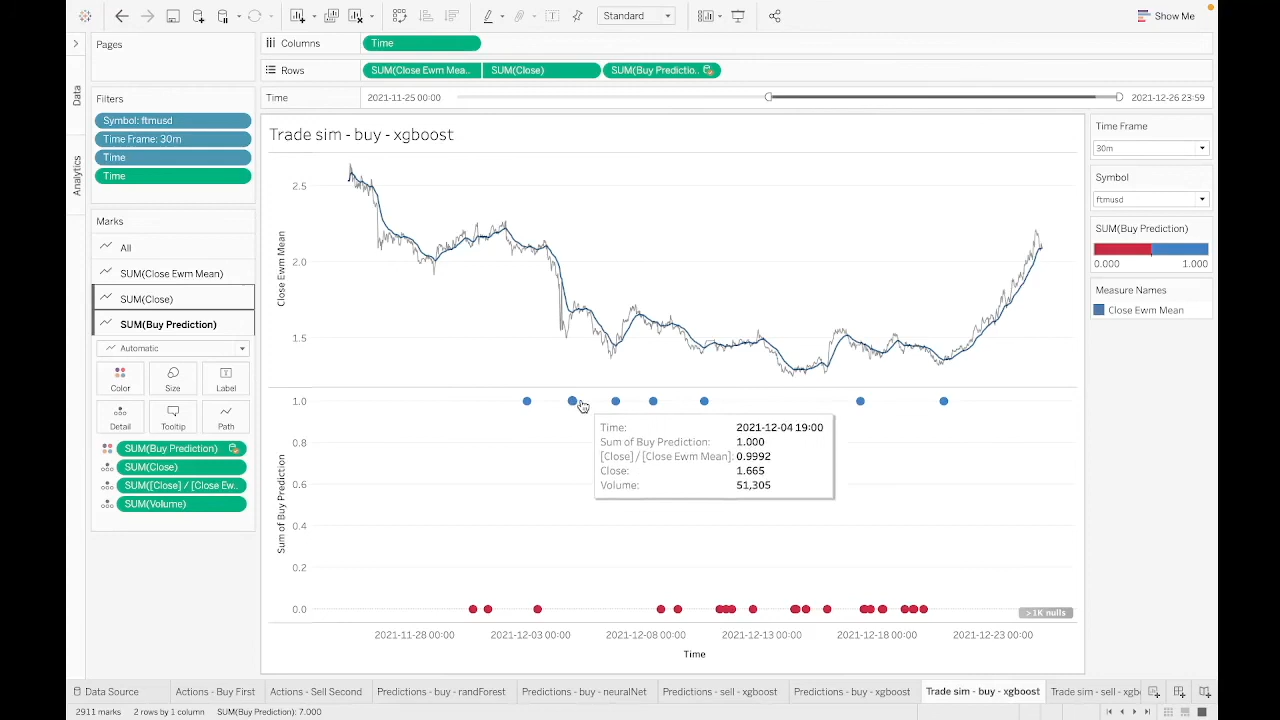 Standard
Show Me
Pages
Columns
Time
Rows
SUM(Close Ewm Mea..
SUM(Close)
SUM(Buy Predictio..
Data
Analytics
Filters
Symbol: ftmusd
Time Frame: 30m
Time
Time
Time
2021-11-25 00:00
2021-12-26 23:59
Trade sim - buy - xgboost
Marks
All
SUM(Close Ewm Mean)
SUM(Close)
SUM(Buy Prediction)
Automatic
Color
Size
Label
Detail
Tooltip
Path
SUM(Buy Prediction)
SUM(Close)
SUM([Close] / [Close Ew..
SUM(Volume)
Close Ewm Mean
2.5
2.0
1.5
Sum of Buy Prediction
1.0
0.8
0.6
0.4
0.2
0.0
Time: 2021-12-04 19:00
Sum of Buy Prediction: 1.000
[Close] / [Close Ewm Mean]: 0.9992
Close: 1.665
Volume: 51,305
>1K nulls
2021-11-28 00:00
2021-12-03 00:00
2021-12-08 00:00
2021-12-13 00:00
2021-12-18 00:00
2021-12-23 00:00
Time
Time Frame
30m
Symbol
ftmusd
SUM(Buy Prediction)
0.000
1.000
Measure Names
Close Ewm Mean
Data Source
Actions - Buy First
Actions - Sell Second
Predictions - buy - randForest
Predictions - buy - neuralNet
Predictions - sell - xgboost
Predictions - buy - xgboost
Trade sim - buy - xgboost
Trade sim - sell - xgb
2911 marks
2 rows by 1 column
SUM(Buy Prediction): 7.000